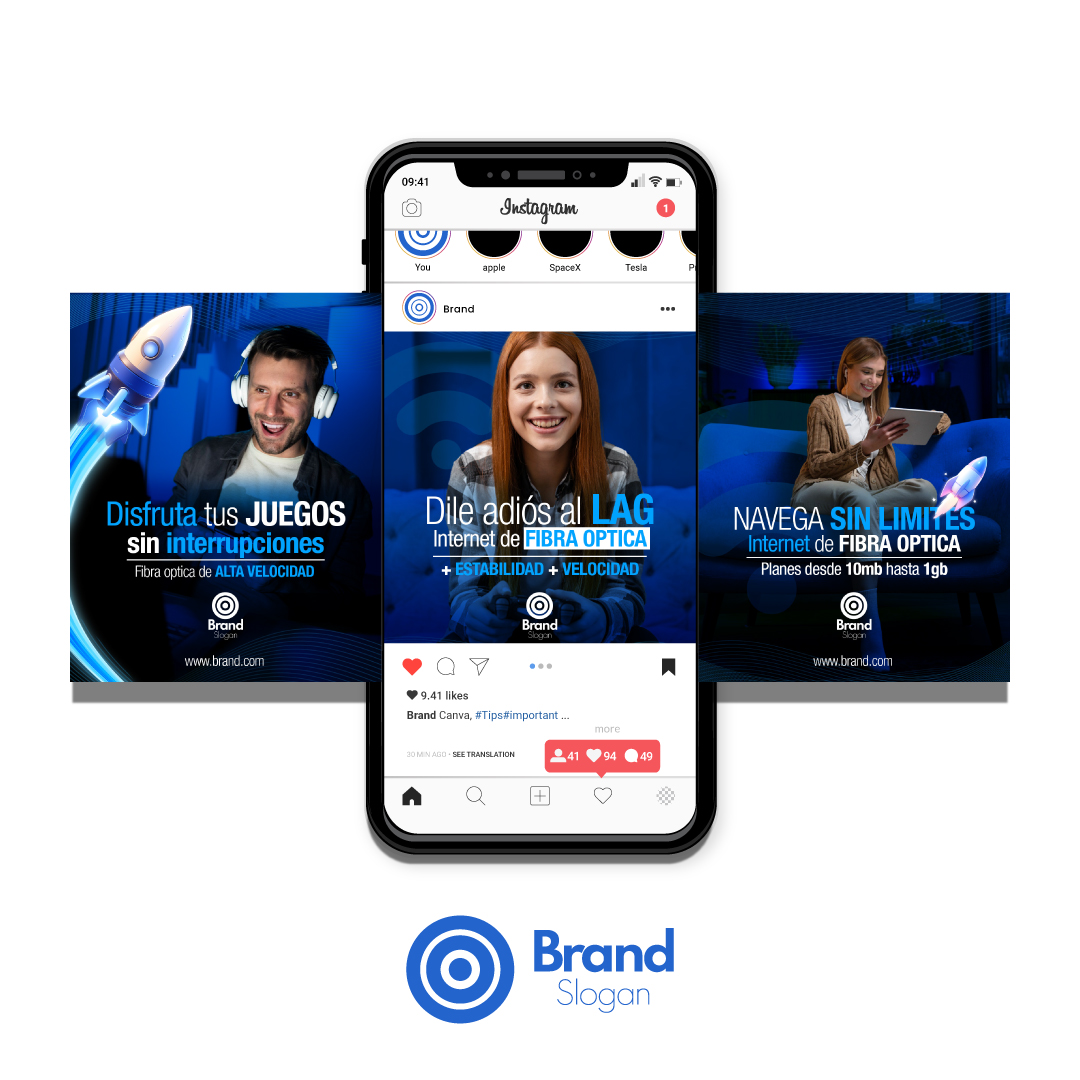 09:41
Instagram
1
You
apple
SpaceX
Tesla
Brand
Disfruta tus JUEGOS
sin interrupciones
Fibra optica de ALTA VELOCIDAD
Brand
Slogan
www.brand.com
Dile adiós al LAG
Internet de FIBRA OPTICA
+ ESTABILIDAD + VELOCIDAD
Brand
Slogan
NAVEGA SIN LIMITES
Internet de FIBRA OPTICA
Planes desde 10mb hasta 1gb
Brand
Slogan
www.brand.com
9.41 likes
Brand Canva, #Tips#important ...
more
30 MIN AGO • SEE TRANSLATION
41 94 49
Brand
Slogan